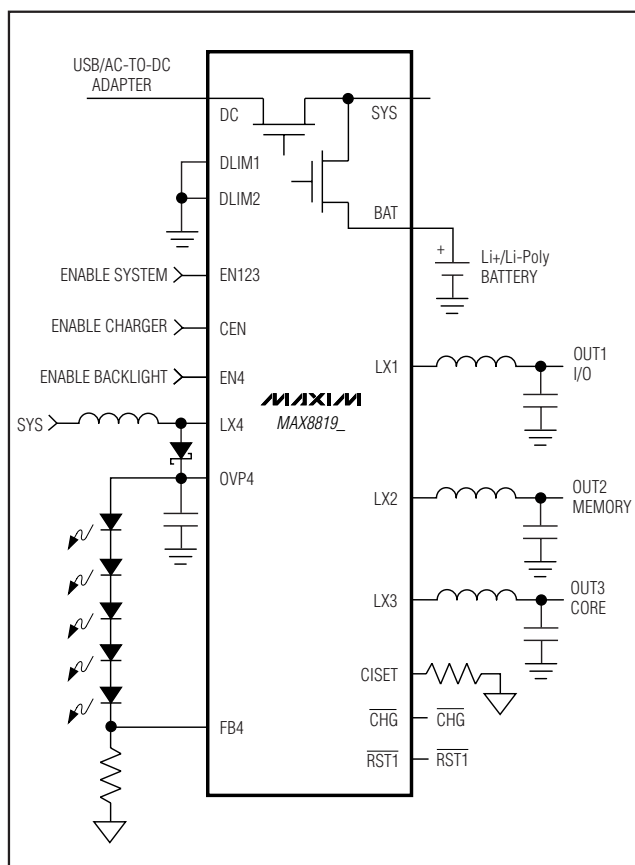 USB/AC-TO-DC
ADAPTER
DC
SYS
DLIM1
DLIM2
BAT
+
Li+/Li-Poly
BATTERY
ENABLE SYSTEM
EN123
ENABLE CHARGER
CEN
ENABLE BACKLIGHT
EN4
LX1
OUT1
I/O
MAXIM
MAX8819_
SYS
LX4
OVP4
LX2
OUT2
MEMORY
LX3
OUT3
CORE
CISET
CHG
CHG
FB4
RST1
RST1